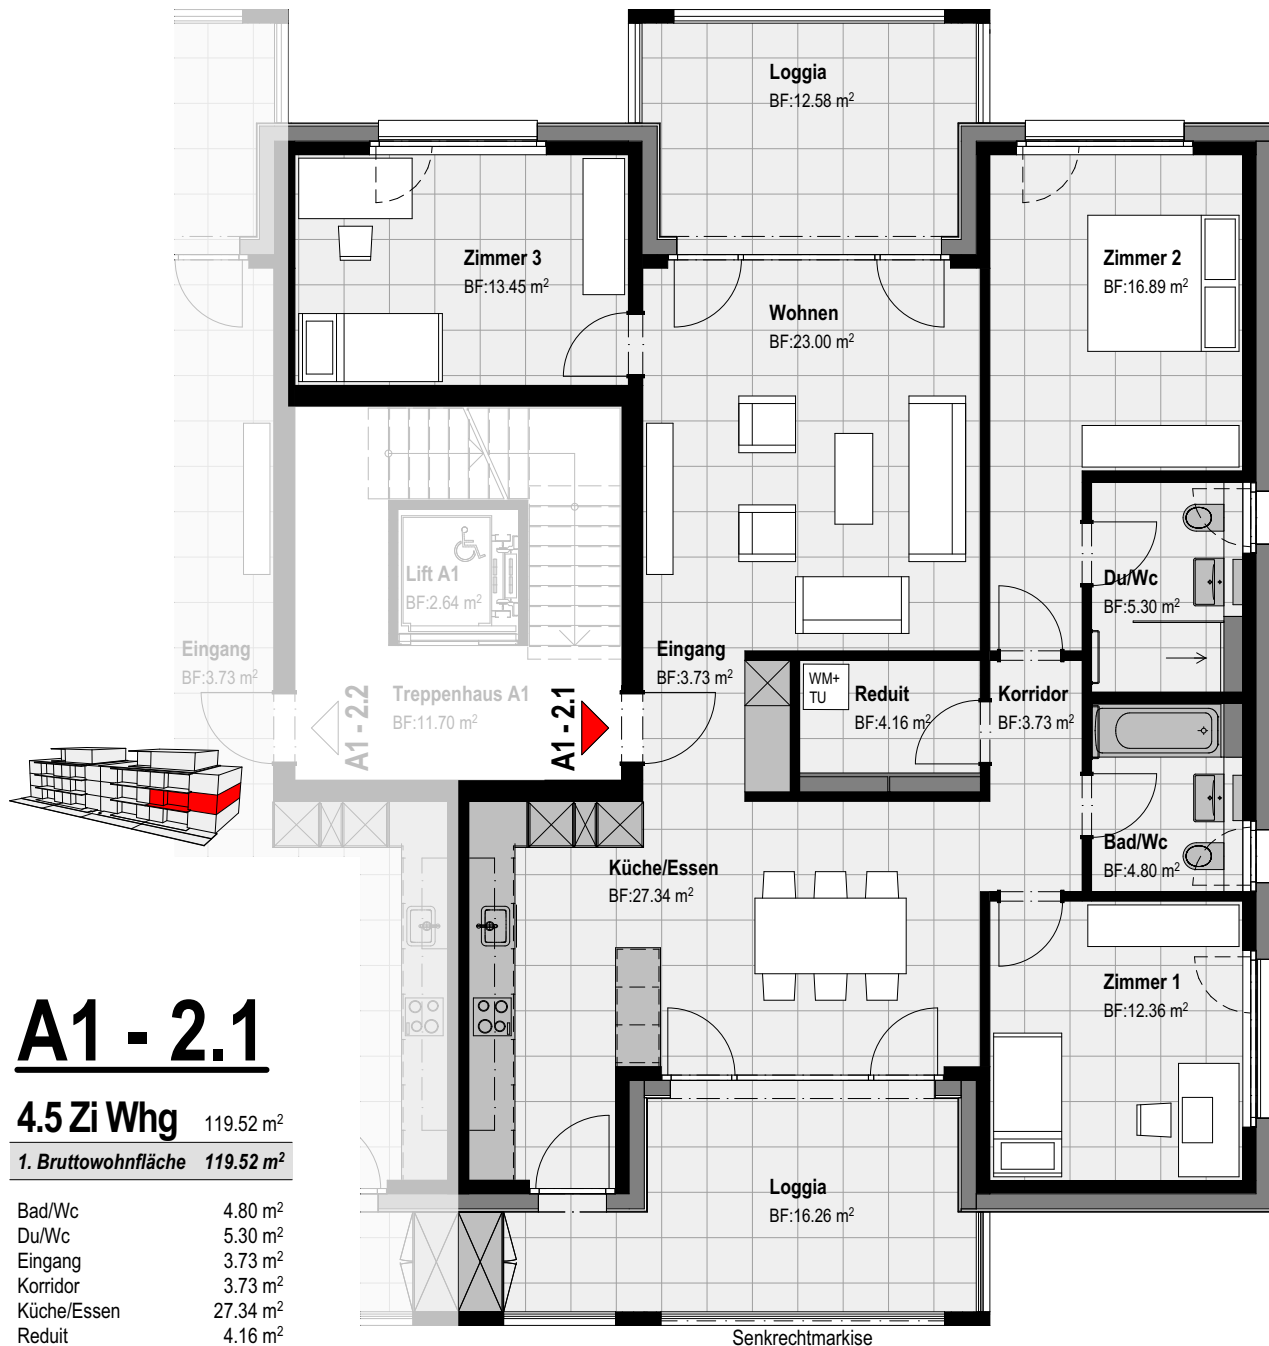 Loggia
BF:12.58 m²
Zimmer 3
BF:13.45 m²
Zimmer 2
BF:16.89 m²
Wohnen
BF:23.00 m²
Lift A1
BF:2.64 m²
Du/Wc
BF:5.30 m²
Eingang
BF:3.73 m²
Eingang
BF:3.73 m²
Treppenhaus A1
BF:11.70 m²
A1 - 2.2
A1 - 2.1
WM+
TU
Reduit
BF:4.16 m²
Korridor
BF:3.73 m²
Küche/Essen
BF:27.34 m²
Bad/Wc
BF:4.80 m²
Zimmer 1
BF:12.36 m²
Loggia
BF:16.26 m²
Senkrechtmarkise
A1 - 2.1
4.5 Zi Whg 119.52 m²
1. Bruttowohnfläche 119.52 m²
Bad/Wc 4.80 m²
Du/Wc 5.30 m²
Eingang 3.73 m²
Korridor 3.73 m²
Küche/Essen 27.34 m²
Reduit 4.16 m²